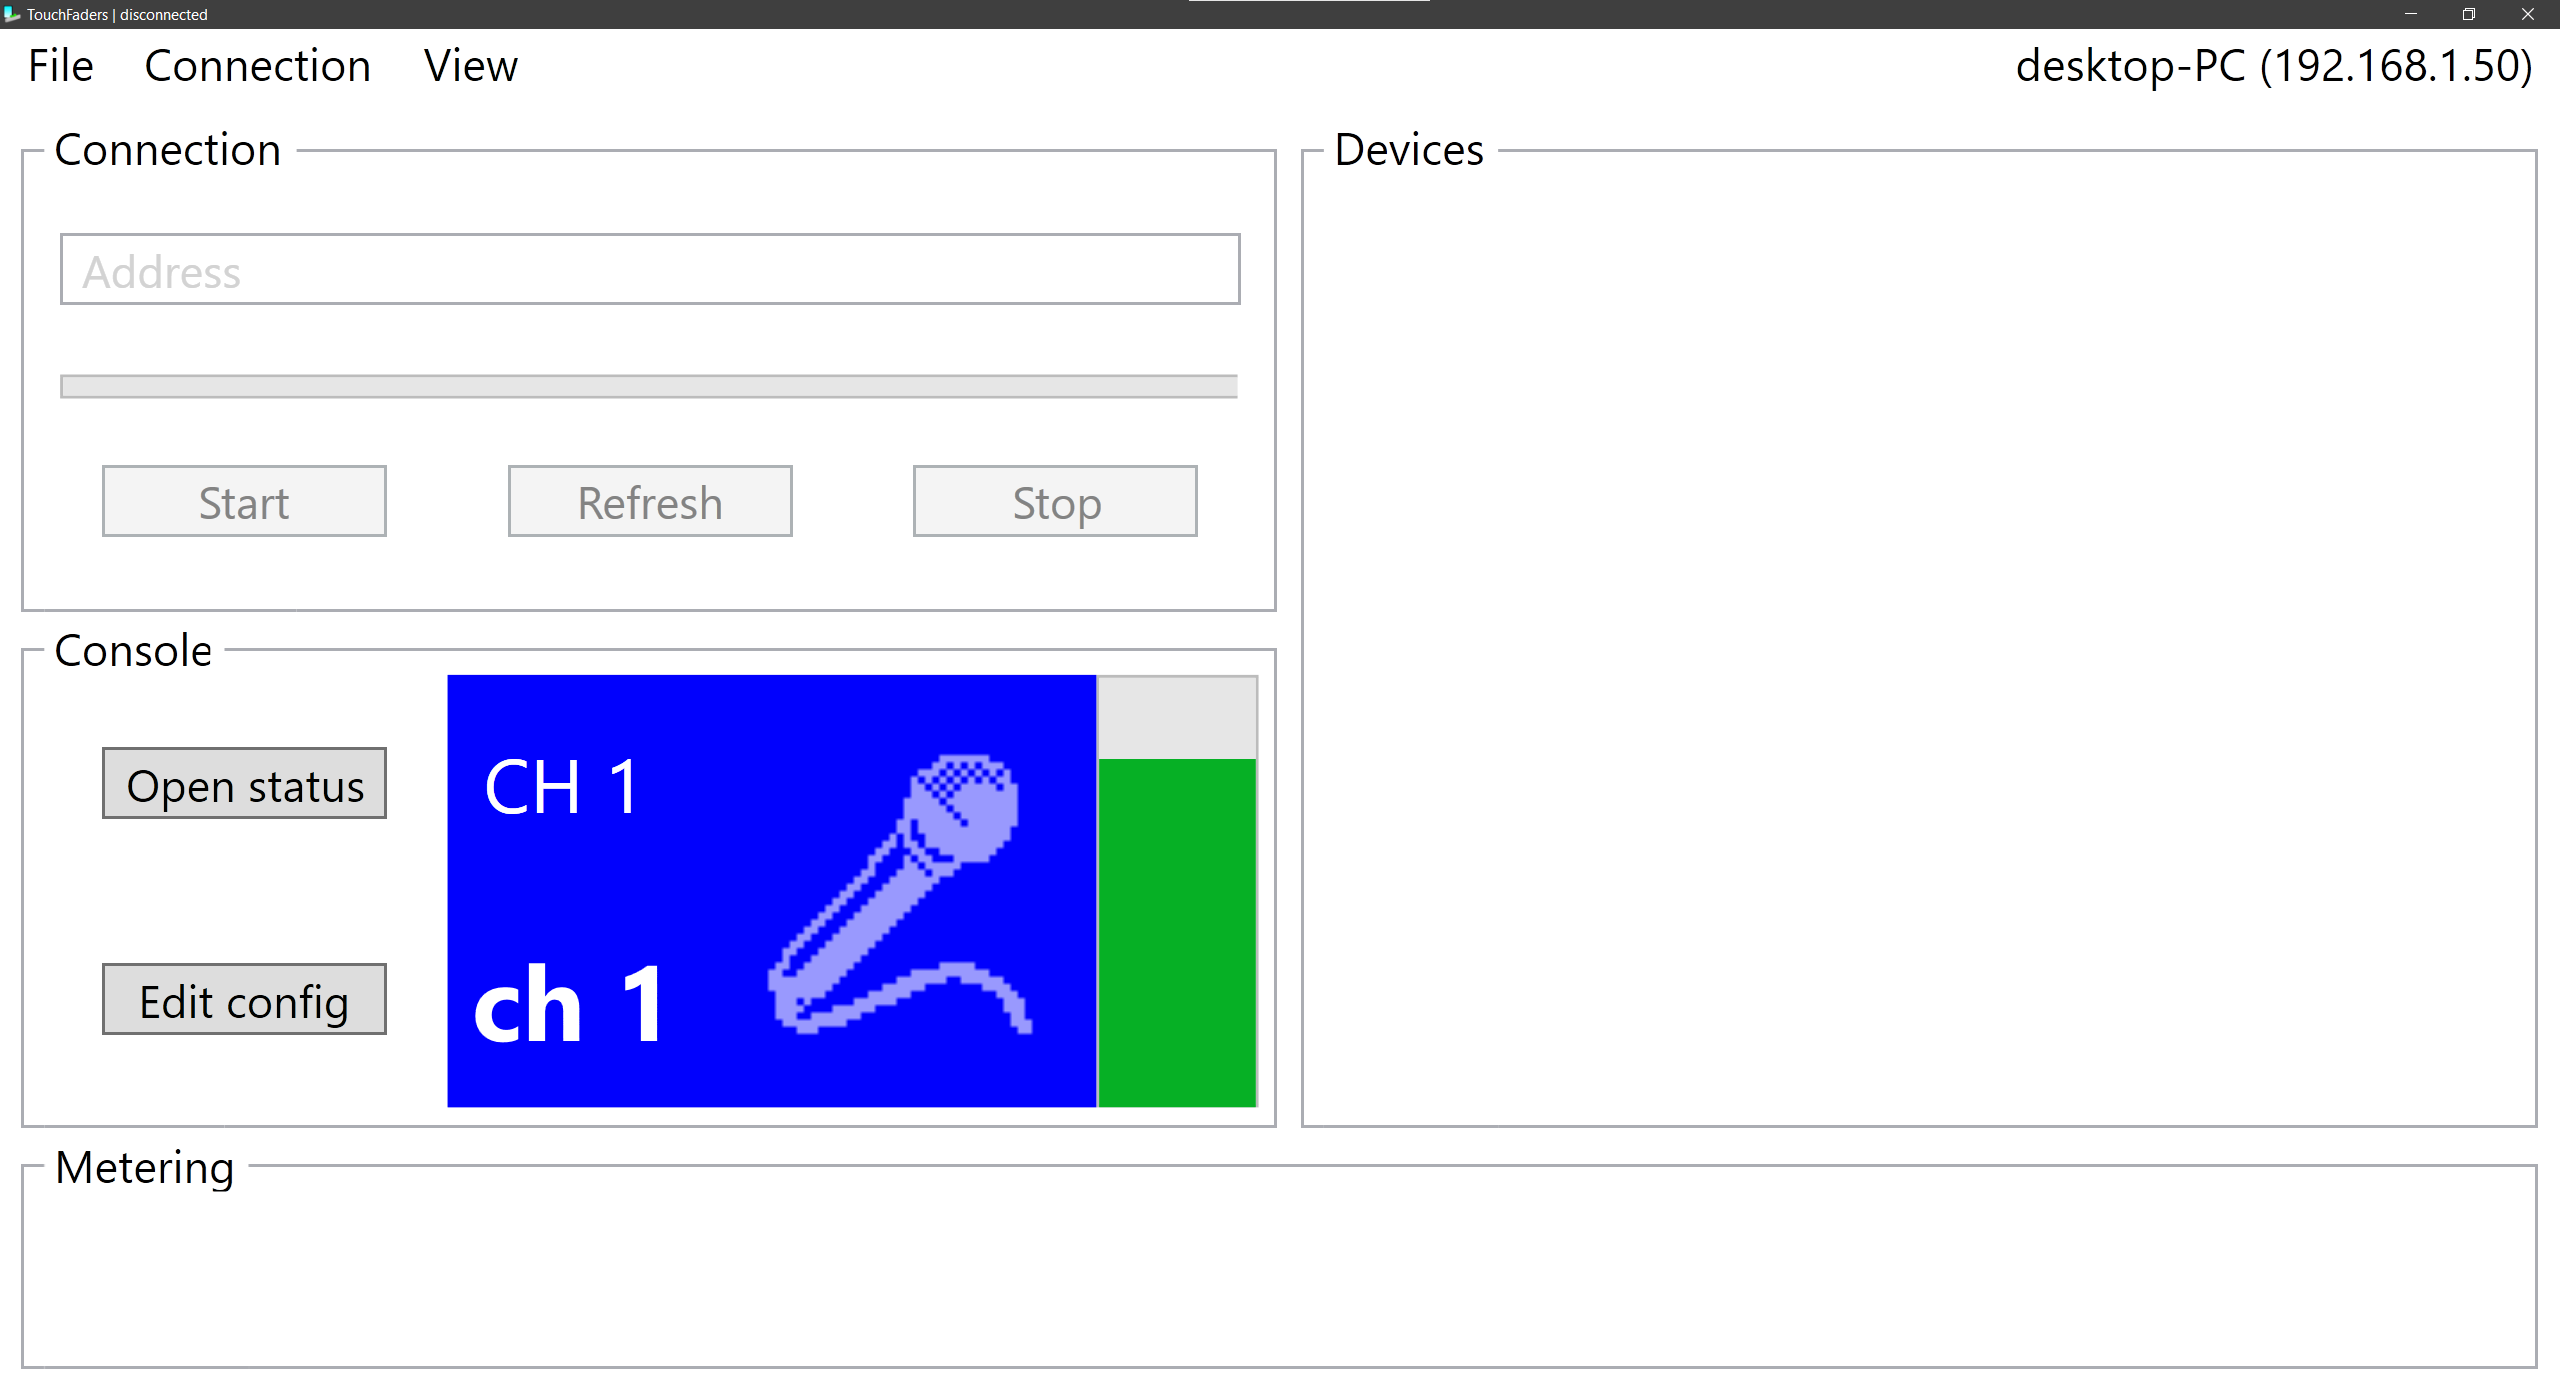 TouchFaders | disconnected
File Connection View desktop-PC (192.168.1.50)
Connection
Address
Start Refresh Stop
Devices
Console
Open status
Edit config
CH 1
ch 1
Metering